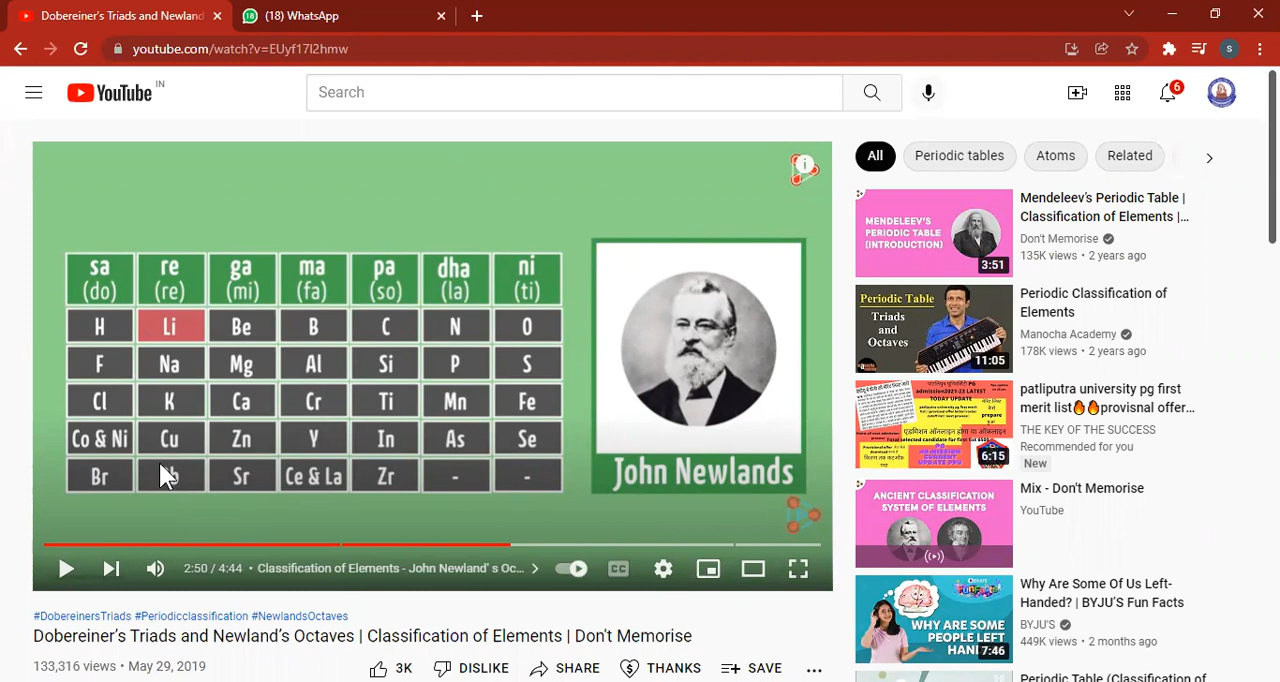 Dobereiner's Triads and Newland
(18) WhatsApp
youtube.com/watch?v=EUyf17I2hmw
S
YouTube IN
Search
6
sa re ga ma pa dha ni
(do) (re) (mi) (fa) (so) (la) (ti)
H Li Be B C N O
F Na Mg Al Si P S
Cl K Ca Cr Ti Mn Fe
Co & Ni Cu Zn Y In As Se
Br Sr Ce & La Zr - -
John Newlands
i
2:50 / 4:44 • Classification of Elements - John Newland' s Oc...
CC
#DobereinersTriads #Periodicclassification #NewlandsOctaves
Dobereiner's Triads and Newland's Octaves | Classification of Elements | Don't Memorise
133,316 views • May 29, 2019
3K DISLIKE SHARE THANKS SAVE ...
All Periodic tables Atoms Related
MENDELEEV'S
PERIODIC TABLE
(INTRODUCTION)
3:51
Mendeleev's Periodic Table |
Classification of Elements |...
Don't Memorise
135K views • 2 years ago
Periodic Table
Triads
and
Octaves
11:05
Periodic Classification of
Elements
Manocha Academy
178K views • 2 years ago
6:15
patliputra university pg first
merit list🔥🔥provisnal offer...
THE KEY OF THE SUCCESS
Recommended for you
New
ANCIENT CLASSIFICATION
SYSTEM OF ELEMENTS
Mix - Don't Memorise
YouTube
BYJU'S FUN FACTS
WHY ARE
SOME PEOPLE
LEFT
HAN
7:46
Why Are Some Of Us Left-
Handed? | BYJU'S Fun Facts
BYJU'S
449K views • 2 months ago
Periodic Table (Classification of